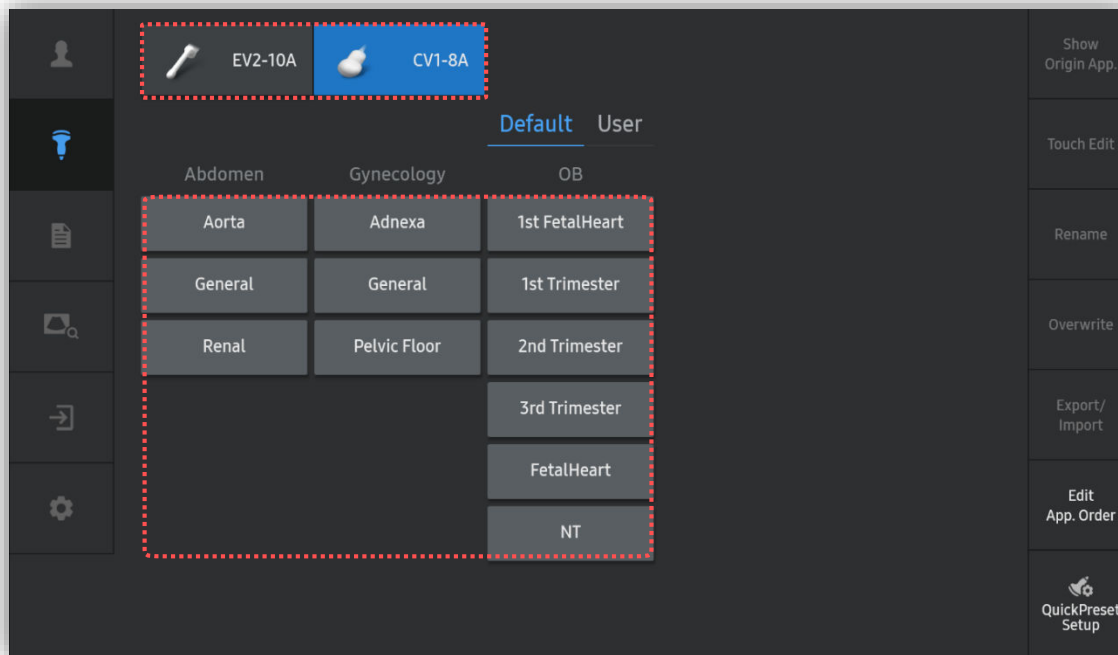 EV2-10A CV1-8A
Default User
Abdomen Gynecology OB
Aorta Adnexa 1st FetalHeart
General General 1st Trimester
Renal Pelvic Floor 2nd Trimester
3rd Trimester
FetalHeart
NT
Show
Origin App.
Touch Edit
Rename
Overwrite
Export/
Import
Edit
App. Order
QuickPreset
Setup